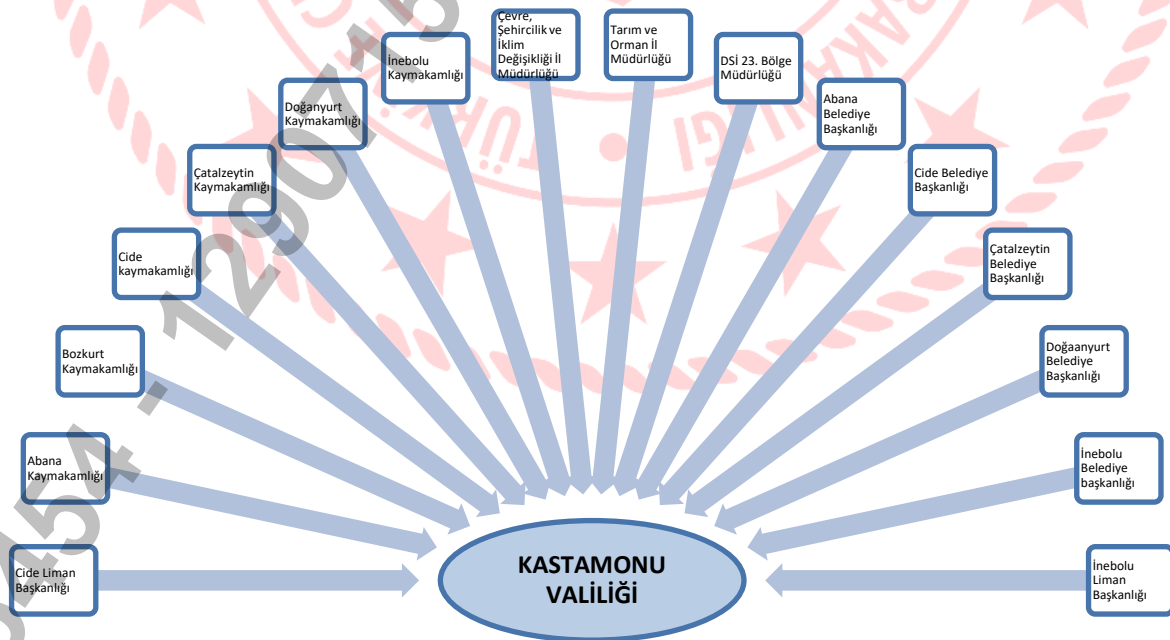 Çevre,
Şehircilik ve
İklim
Değişikliği İl
Müdürlüğü
Tarım ve
Orman İl
Müdürlüğü
İnebolu
Kaymakamlığı
DSİ 23. Bölge
Müdürlüğü
Doğanyurt
Kaymakamlığı
Abana
Belediye
Başkanlığı
Çatalzeytin
Kaymakamlığı
Cide Belediye
Başkanlığı
Cide
kaymakamlığı
Çatalzeytin
Belediye
Başkanlığı
Bozkurt
Kaymakamlığı
Doğaanyurt
Belediye
Başkanlığı
Abana
Kaymakamlığı
İnebolu
Belediye
başkanlığı
Cide Liman
Başkanlığı
İnebolu
Liman
Başkanlığı
KASTAMONU
VALİLİĞİ